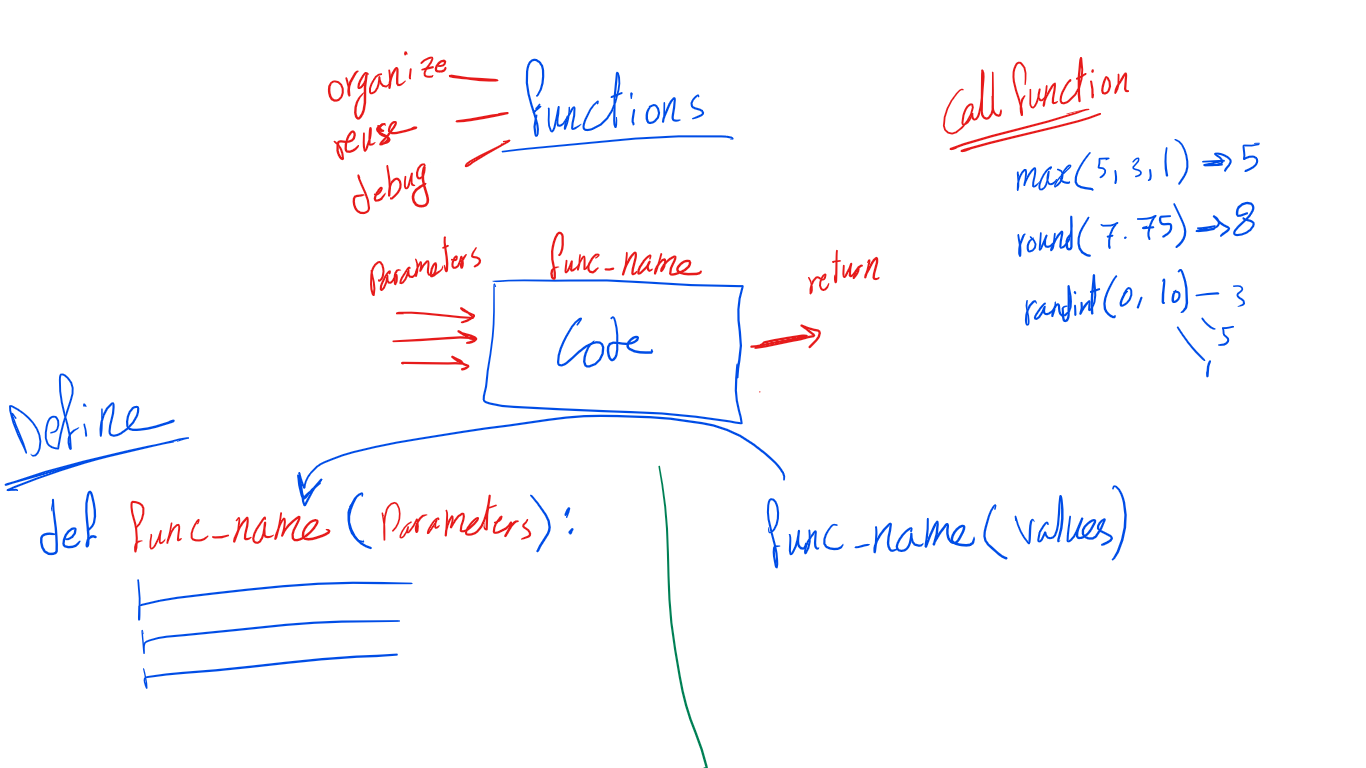 organize
reuse
debug
functions
Call function
max(5, 3, 1) → 5
round(7.75) → 8
randint(0, 10) — 3
5
1
Parameters
func_name
return
Code
Define
def func_name (Parameters):
func_name (values)